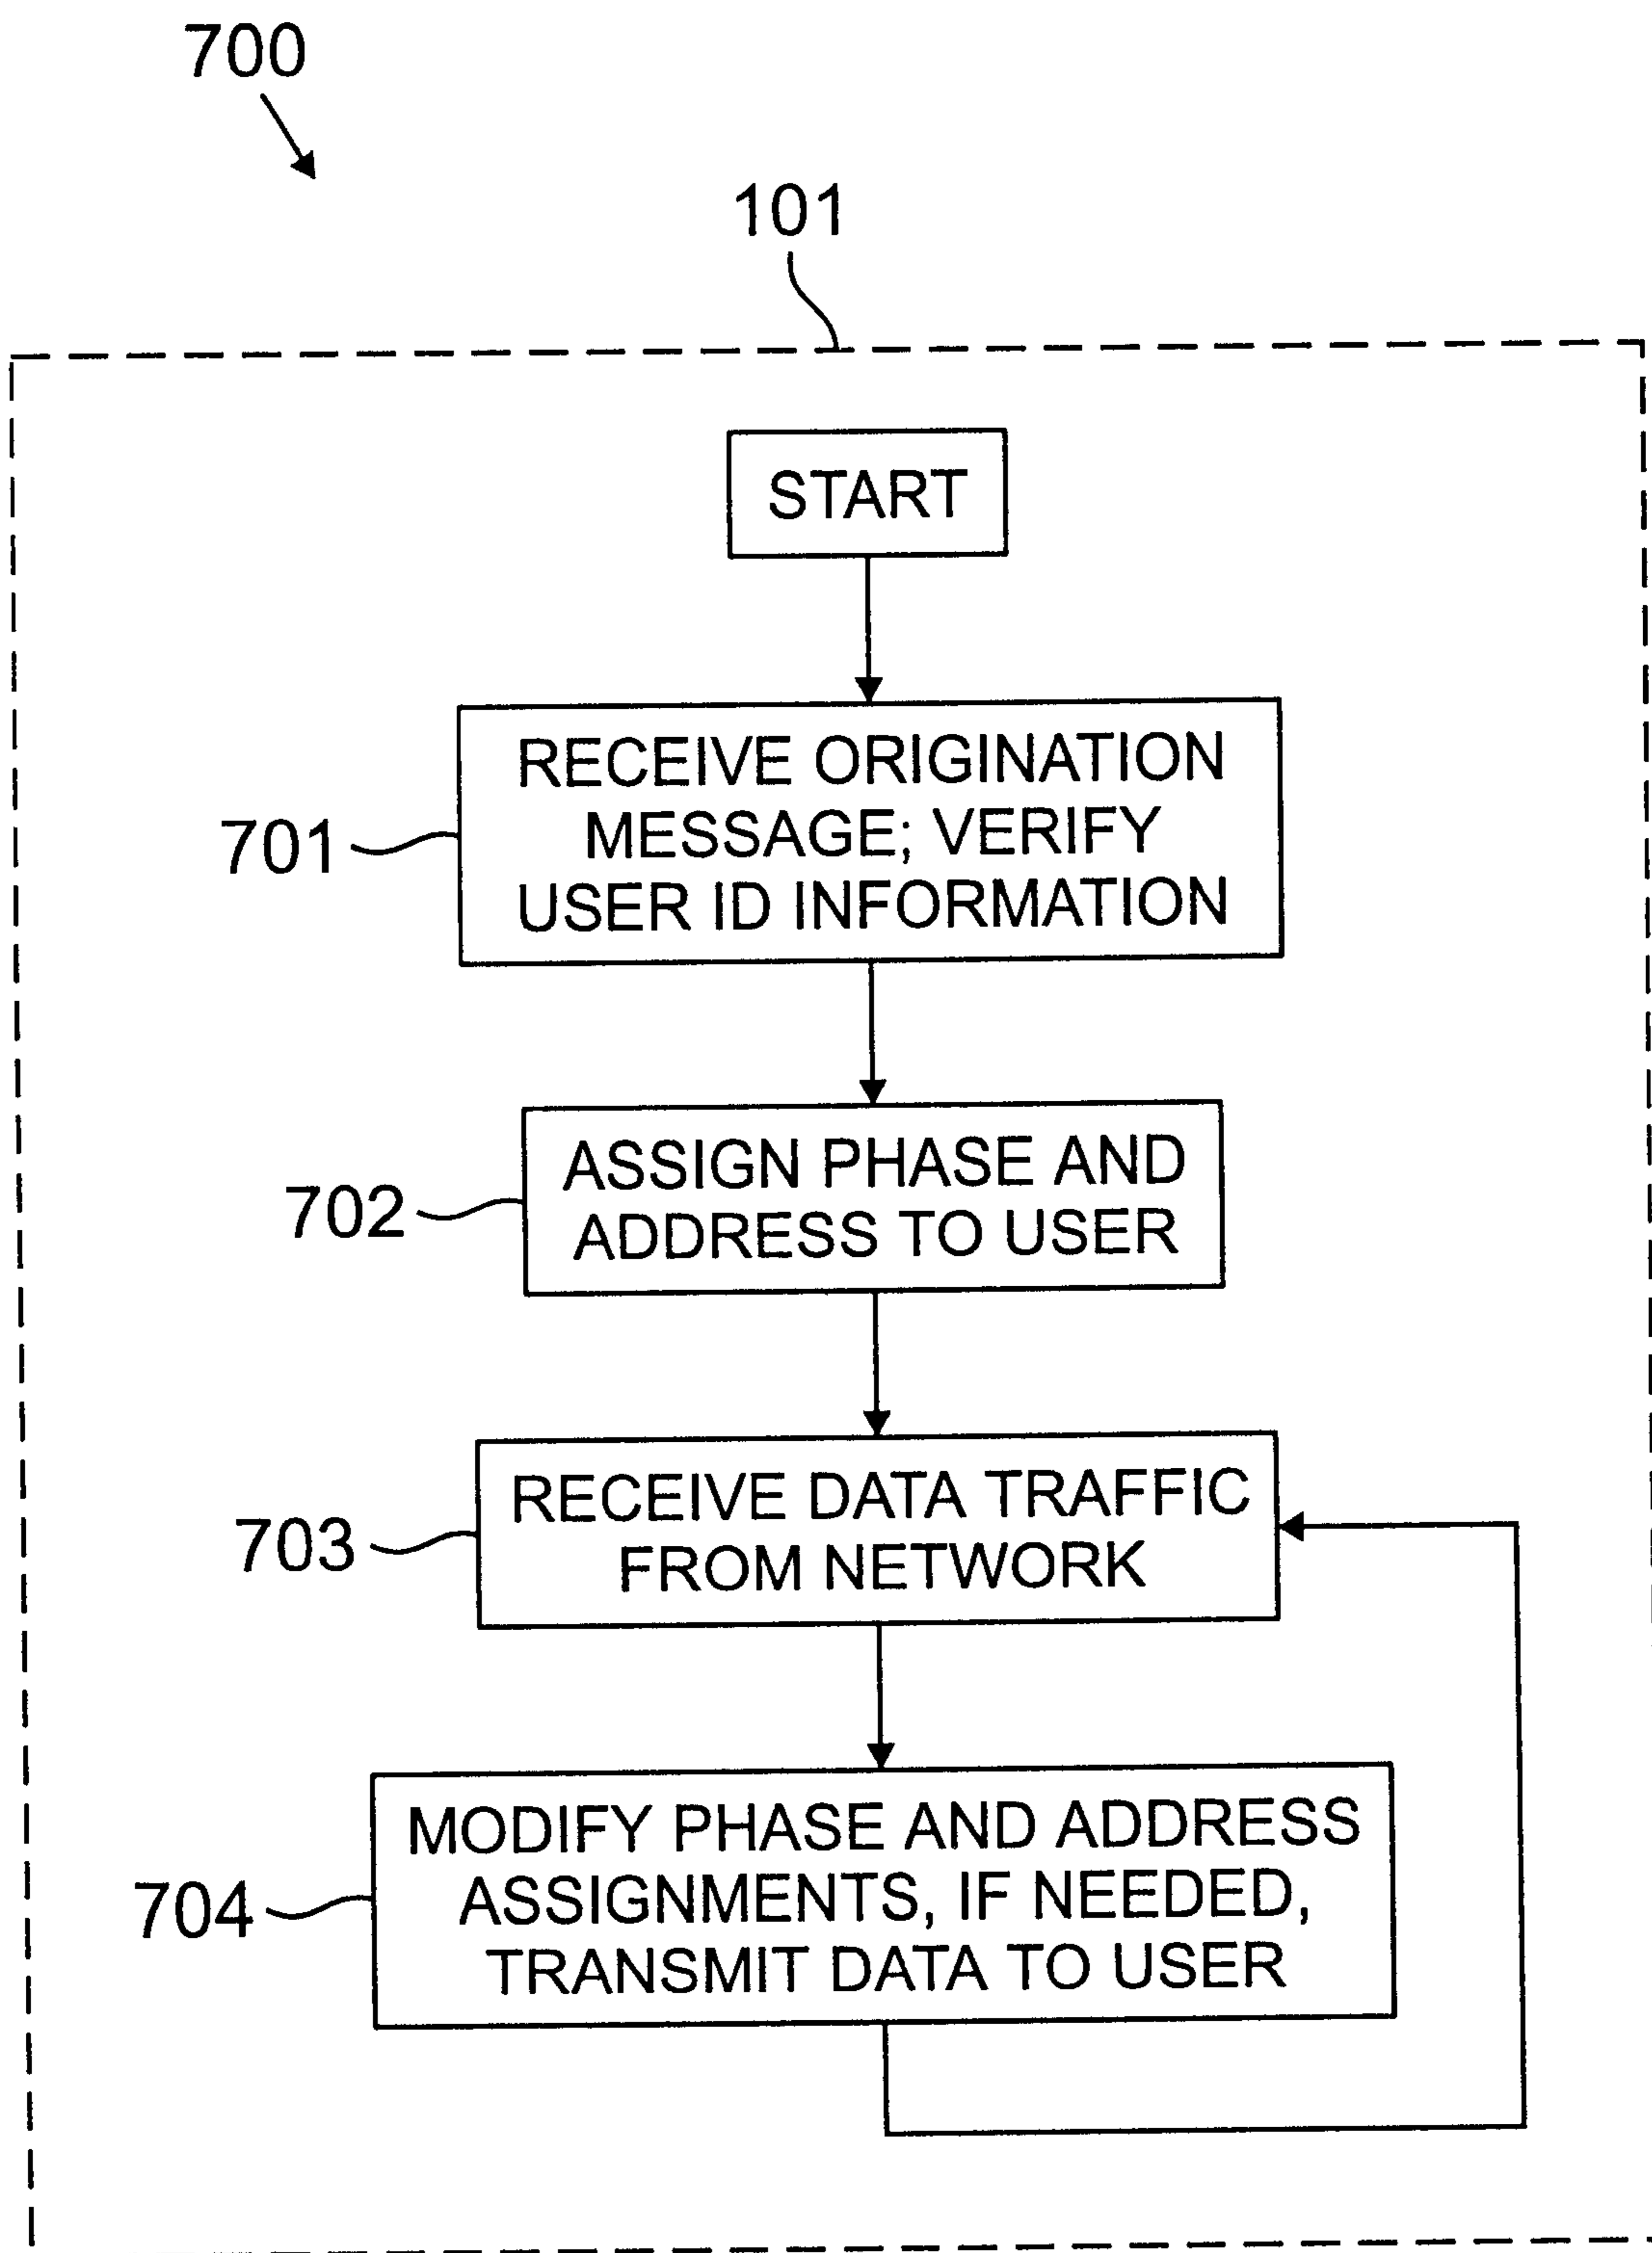 700
101
START
RECEIVE ORIGINATION
MESSAGE; VERIFY
USER ID INFORMATION
701
ASSIGN PHASE AND
ADDRESS TO USER
702
RECEIVE DATA TRAFFIC
FROM NETWORK
703
MODIFY PHASE AND ADDRESS
ASSIGNMENTS, IF NEEDED,
TRANSMIT DATA TO USER
704